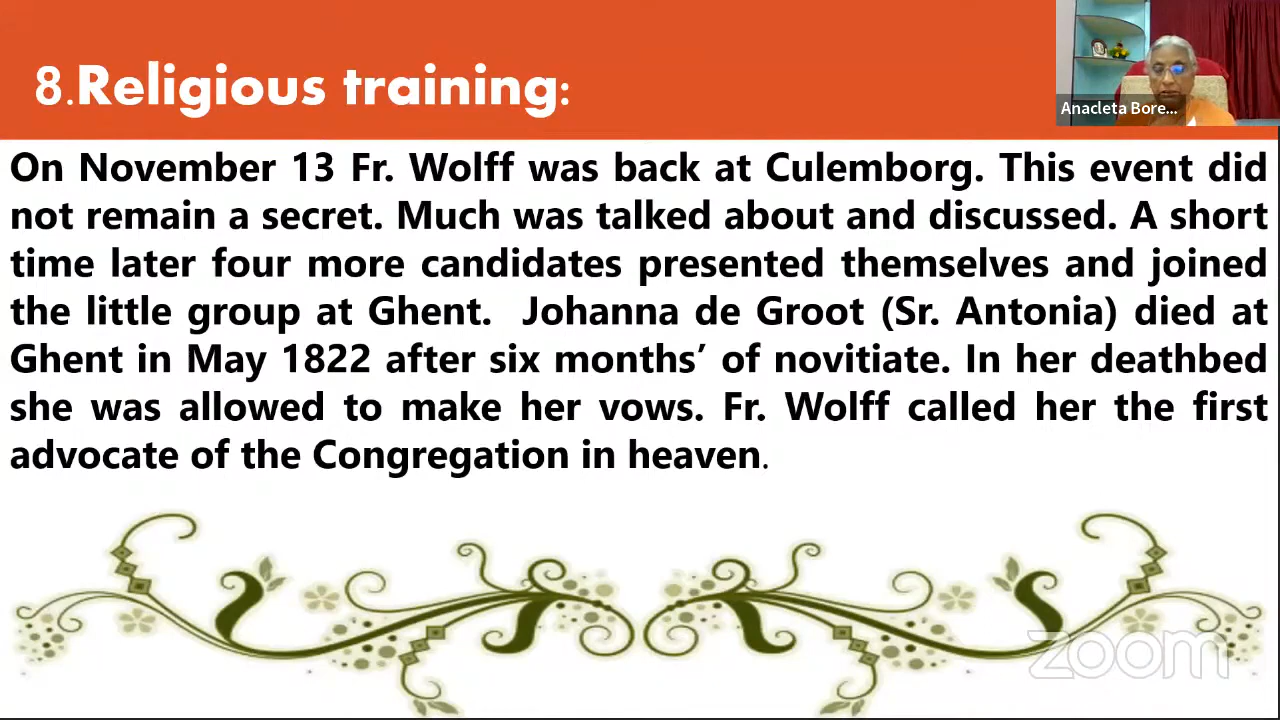 8.Religious training:
Anacleta Bore...
On November 13 Fr. Wolff was back at Culemborg. This event did
not remain a secret. Much was talked about and discussed. A short
time later four more candidates presented themselves and joined
the little group at Ghent. Johanna de Groot (Sr. Antonia) died at
Ghent in May 1822 after six months’ of novitiate. In her deathbed
she was allowed to make her vows. Fr. Wolff called her the first
advocate of the Congregation in heaven.
zoom